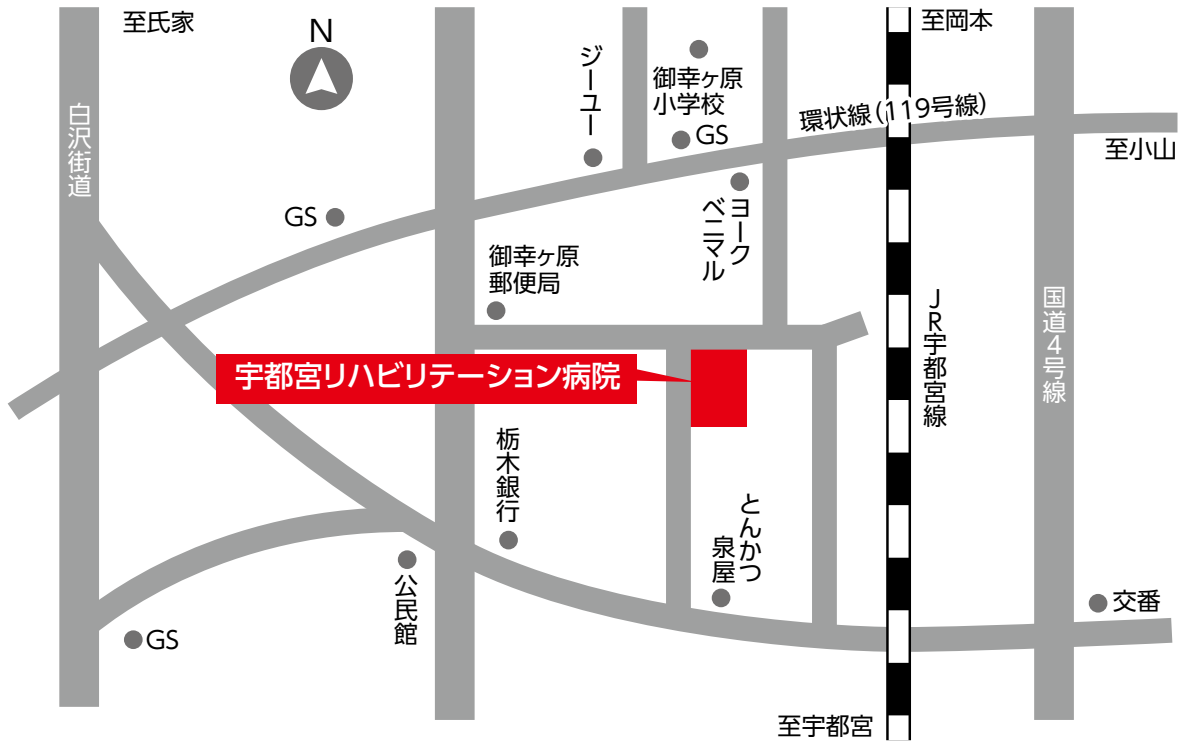 至氏家
N
至岡本
白沢街道
ジーユー
御幸ヶ原
小学校
GS
環状線(119号線)
至小山
GS
ヨーク
ベニマル
御幸ヶ原
郵便局
JR宇都宮線
国道4号線
宇都宮リハビリテーション病院
栃木銀行
とんかつ
泉屋
公民館
交番
GS
至宇都宮